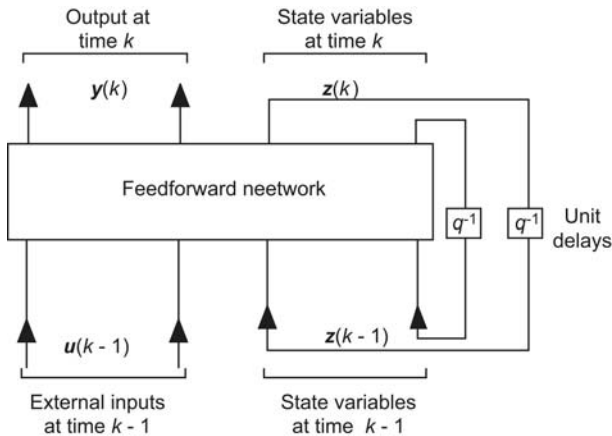 Output at
time k
State variables
at time k
y(k)
z(k)
Feedforward neetwork
q-1
q-1
Unit
delays
u(k - 1)
z(k - 1)
External inputs
at time k - 1
State variables
at time k - 1